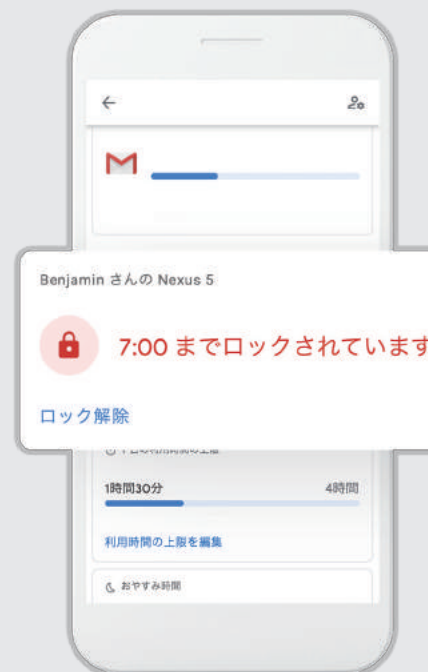 Benjamin さんの Nexus 5
7:00 までロックされています
ロック解除
1時間30分 4時間
利用時間の上限を編集
おやすみ時間